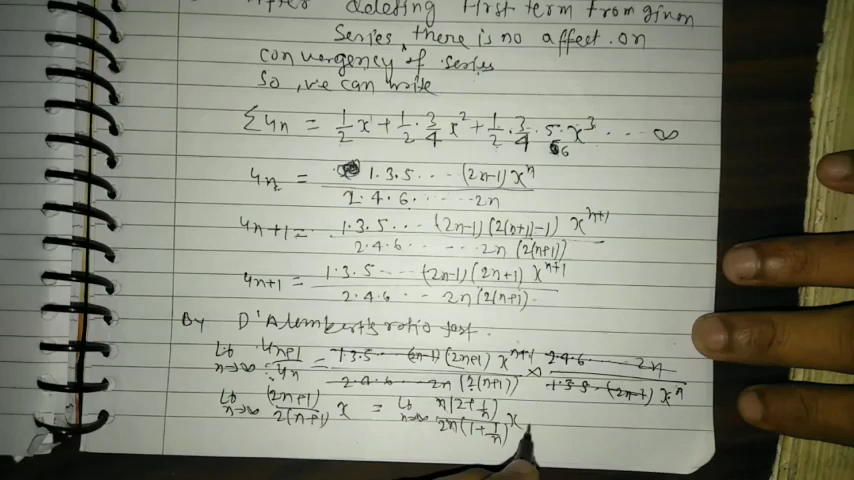 After deleting first term from given
series, there is no affect on
convergency of series
so, we can write
Σun = 1/2 x + 1/2 · 3/4 x² + 1/2 · 3/4 · 5/6 x³ ... ∞
un = 1·3·5 ... (2n-1) xⁿ / 2·4·6 ... 2n
un+1 = 1·3·5 ... (2n-1)(2(n+1)-1) xⁿ⁺¹ / 2·4·6 ... 2n (2(n+1))
un+1 = 1·3·5 ... (2n-1)(2n+1) xⁿ⁺¹ / 2·4·6 ... 2n (2(n+1))
By D'Alembert's ratio test.
Lt n→∞ un+1/un = 1·3·5 ... (2n-1)(2n+1) xⁿ⁺¹ / 2·4·6 ... 2n (2(n+1)) × 2·4·6 ... 2n / 1·3·5 ... (2n-1) x·ⁿ
Lt n→∞ (2n+1)/2(n+1) x = Lt n→∞ n(2+1/n)/2n(1+1/n) x